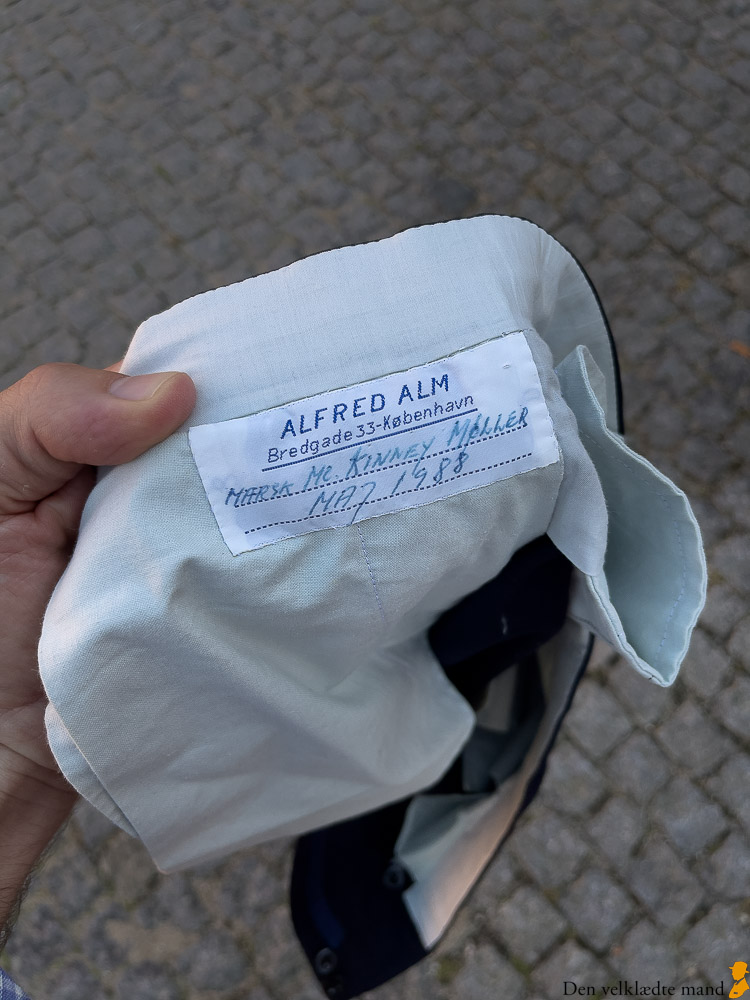 ALFRED ALM
Bredgade 33-København
MÆRSK Mc. KINNEY MØLLER
MAJ 1988
Den velklædte mand